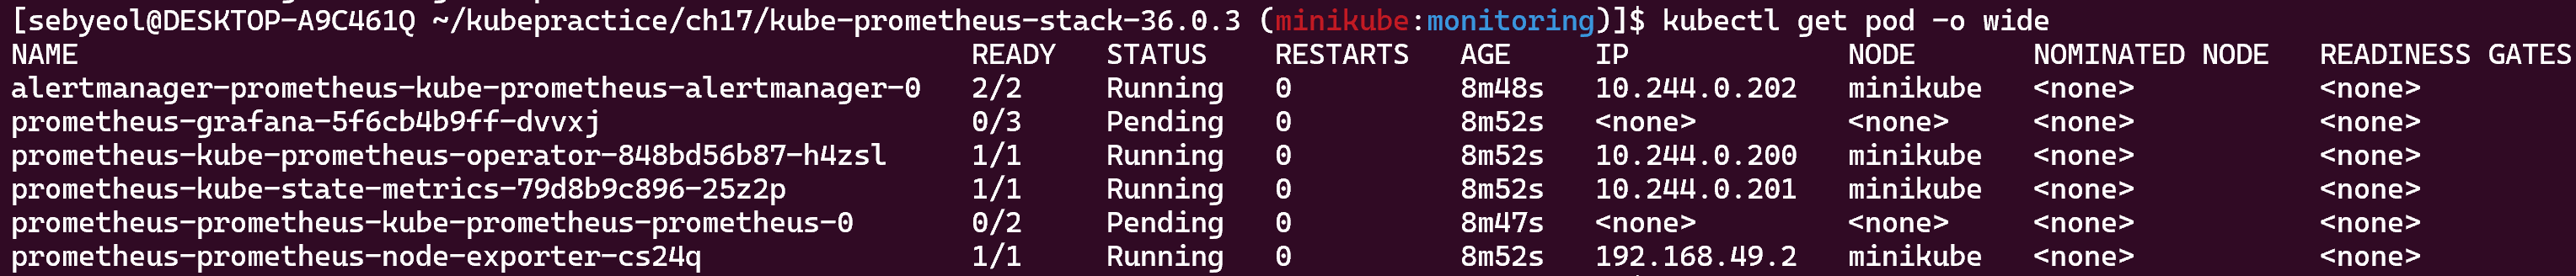 [sebyeol@DESKTOP-A9C461Q ~/kubepractice/ch17/kube-prometheus-stack-36.0.3 (minikube:monitoring)]$ kubectl get pod -o wide
NAME READY STATUS RESTARTS AGE IP NODE NOMINATED NODE READINESS GATES
alertmanager-prometheus-kube-prometheus-alertmanager-0 2/2 Running 0 8m48s 10.244.0.202 minikube <none> <none>
prometheus-grafana-5f6cb4b9ff-dvvxj 0/3 Pending 0 8m52s <none> <none> <none> <none>
prometheus-kube-prometheus-operator-848bd56b87-h4zsl 1/1 Running 0 8m52s 10.244.0.200 minikube <none> <none>
prometheus-kube-state-metrics-79d8b9c896-25z2p 1/1 Running 0 8m52s 10.244.0.201 minikube <none> <none>
prometheus-prometheus-kube-prometheus-prometheus-0 0/2 Pending 0 8m47s <none> <none> <none> <none>
prometheus-prometheus-node-exporter-cs24q 1/1 Running 0 8m52s 192.168.49.2 minikube <none> <none>